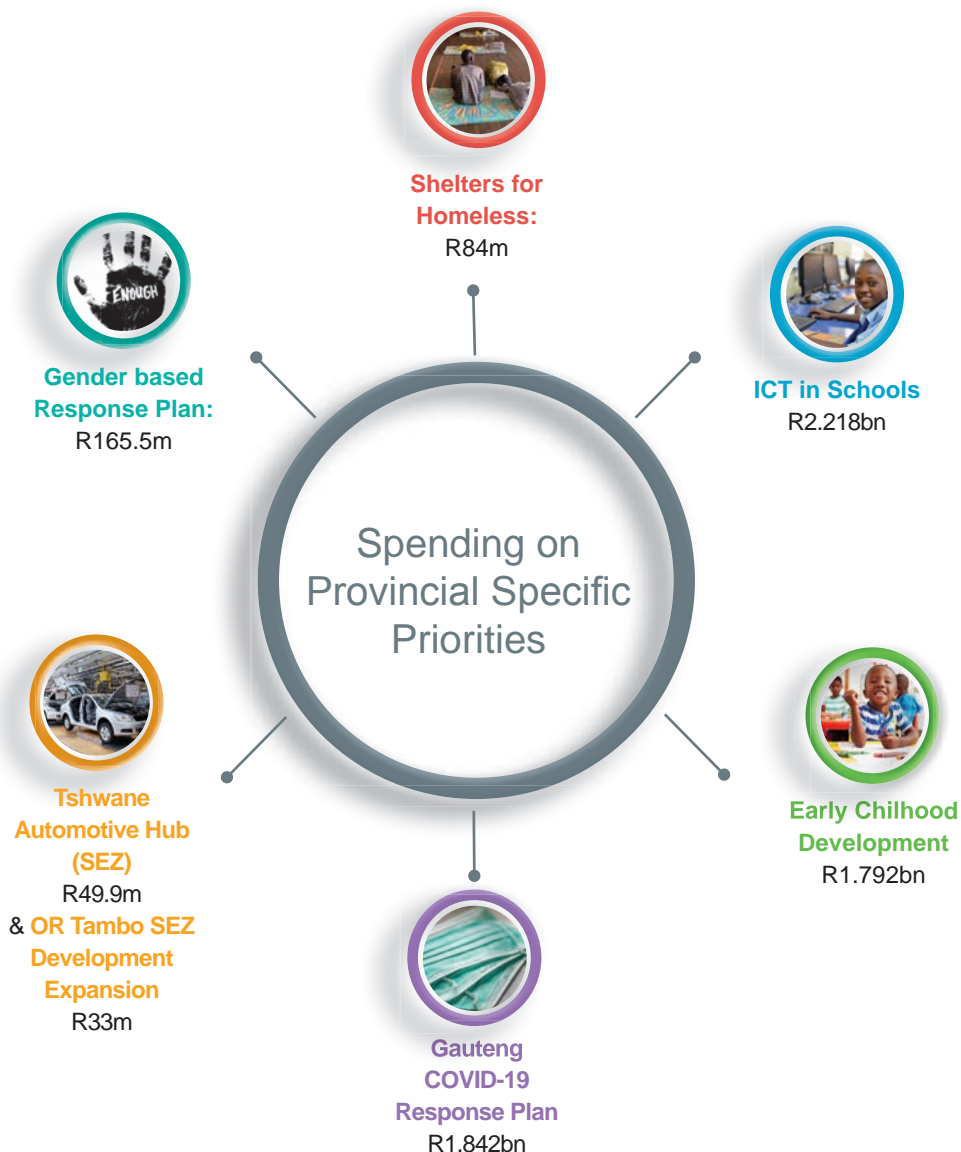 Shelters for
Homeless:
R84m
ENOUGH
Gender based
Response Plan:
R165.5m
ICT in Schools
R2.218bn
Spending on
Provincial Specific
Priorities
Tshwane
Automotive Hub
(SEZ)
R49.9m
& OR Tambo SEZ
Development
Expansion
R33m
Early Chilhood
Development
R1.792bn
Gauteng
COVID-19
Response Plan
R1.842bn